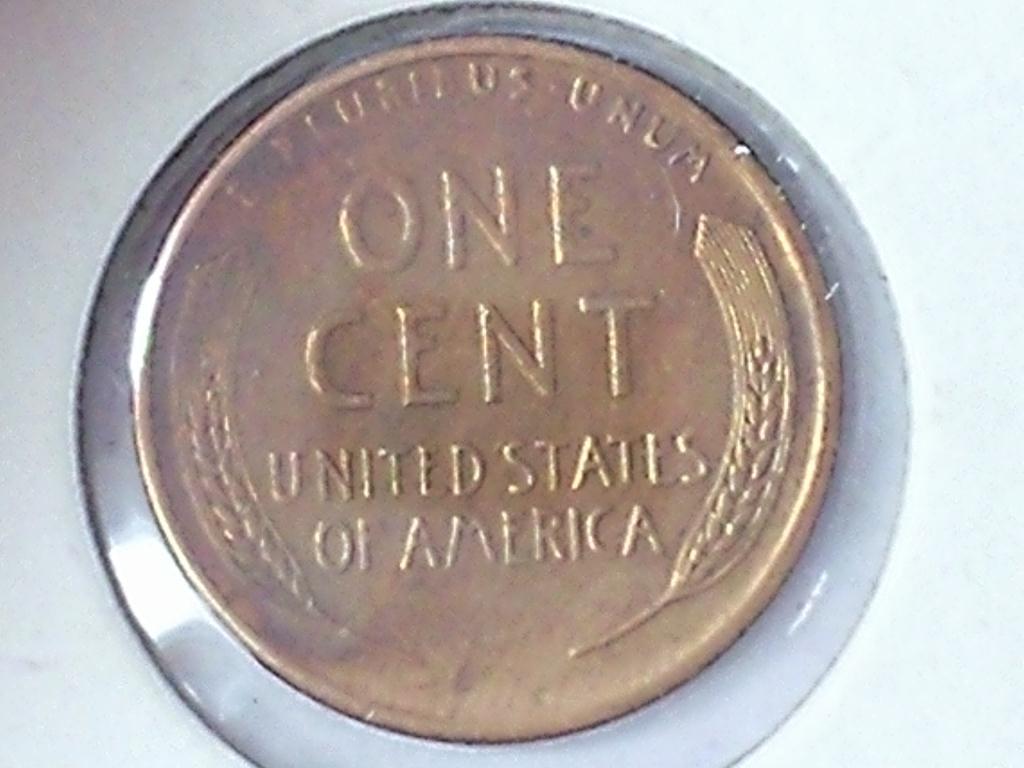 E PLURIBUS · UNUM
ONE
CENT
UNITED STATES
OF AMERICA